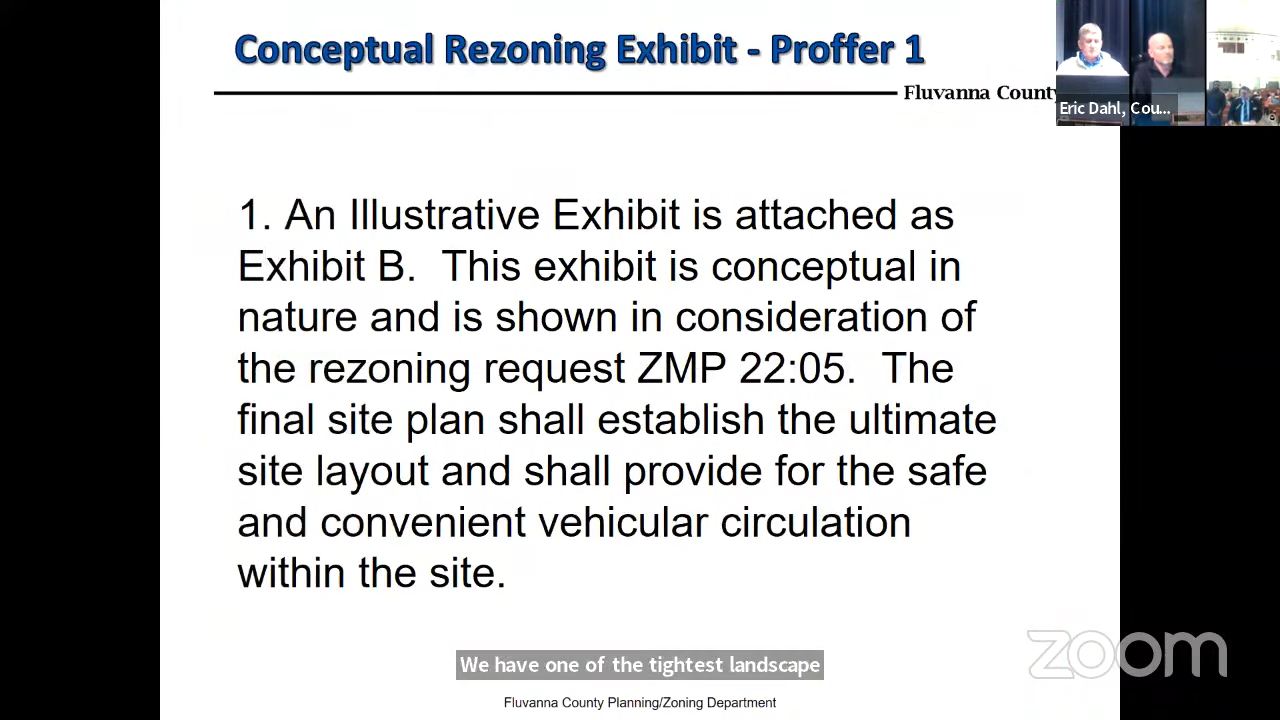 Conceptual Rezoning Exhibit - Proffer 1
Fluvanna County
Eric Dahl, Cou...
1. An Illustrative Exhibit is attached as
Exhibit B. This exhibit is conceptual in
nature and is shown in consideration of
the rezoning request ZMP 22:05. The
final site plan shall establish the ultimate
site layout and shall provide for the safe
and convenient vehicular circulation
within the site.
We have one of the tightest landscape
zoom
Fluvanna County Planning/Zoning Department